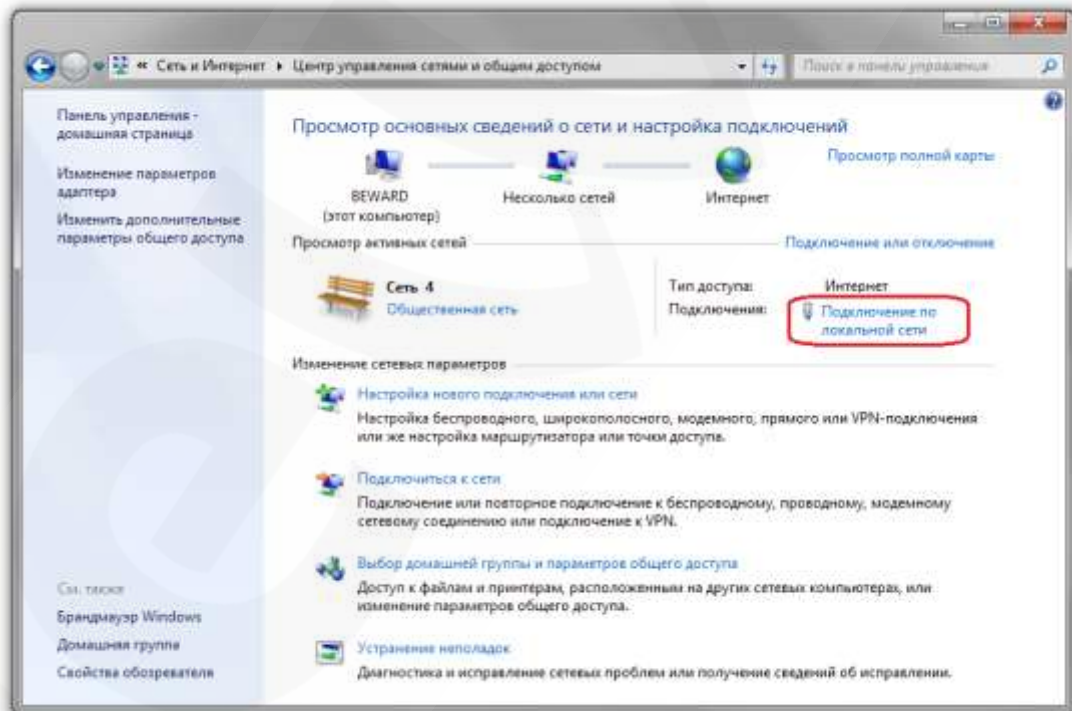 « Сеть и Интернет ▸ Центр управления сетями и общим доступом
Поиск в панели управления
Панель управления -
домашняя страница
Изменение параметров
адаптера
Изменить дополнительные
параметры общего доступа
См. также
Брандмауэр Windows
Домашняя группа
Свойства обозревателя
Просмотр основных сведений о сети и настройка подключений
Просмотр полной карты
BEWARD
(этот компьютер)
Несколько сетей
Интернет
Просмотр активных сетей
Подключение или отключение
Сеть 4
Общественная сеть
Тип доступа:
Интернет
Подключения:
Подключение по
локальной сети
Изменение сетевых параметров
Настройка нового подключения или сети
Настройка беспроводного, широкополосного, модемного, прямого или VPN-подключения
или же настройка маршрутизатора или точки доступа.
Подключиться к сети
Подключение или повторное подключение к беспроводному, проводному, модемному
сетевому соединению или подключение к VPN.
Выбор домашней группы и параметров общего доступа
Доступ к файлам и принтерам, расположенным на других сетевых компьютерах, или
изменение параметров общего доступа.
Устранение неполадок
Диагностика и исправление сетевых проблем или получение сведений об исправлении.